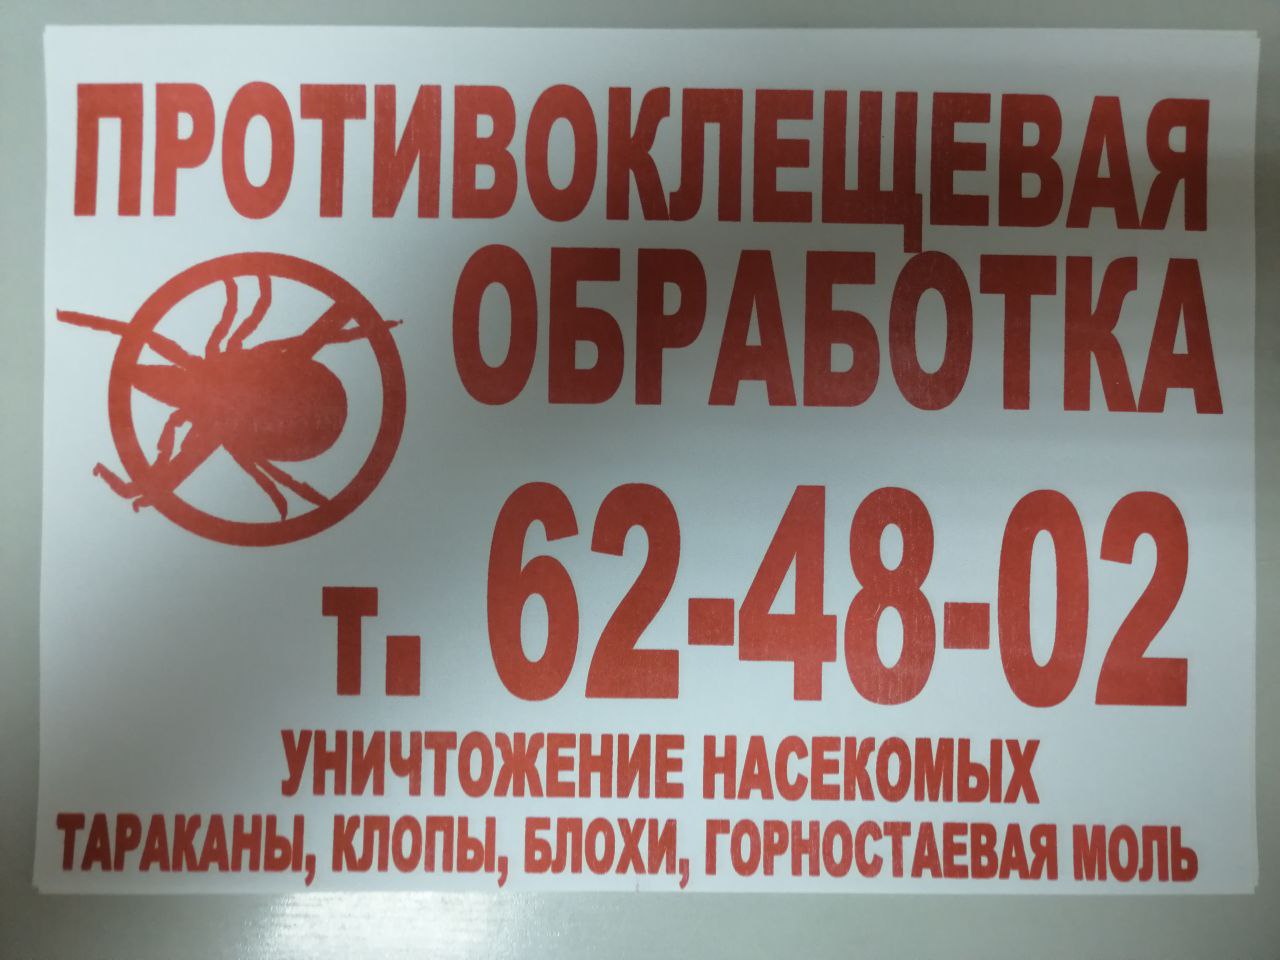 ПРОТИВОКЛЕЩЕВАЯ
ОБРАБОТКА
т. 62-48-02
УНИЧТОЖЕНИЕ НАСЕКОМЫХ
ТАРАКАНЫ, КЛОПЫ, БЛОХИ, ГОРНОСТАЕВАЯ МОЛЬ